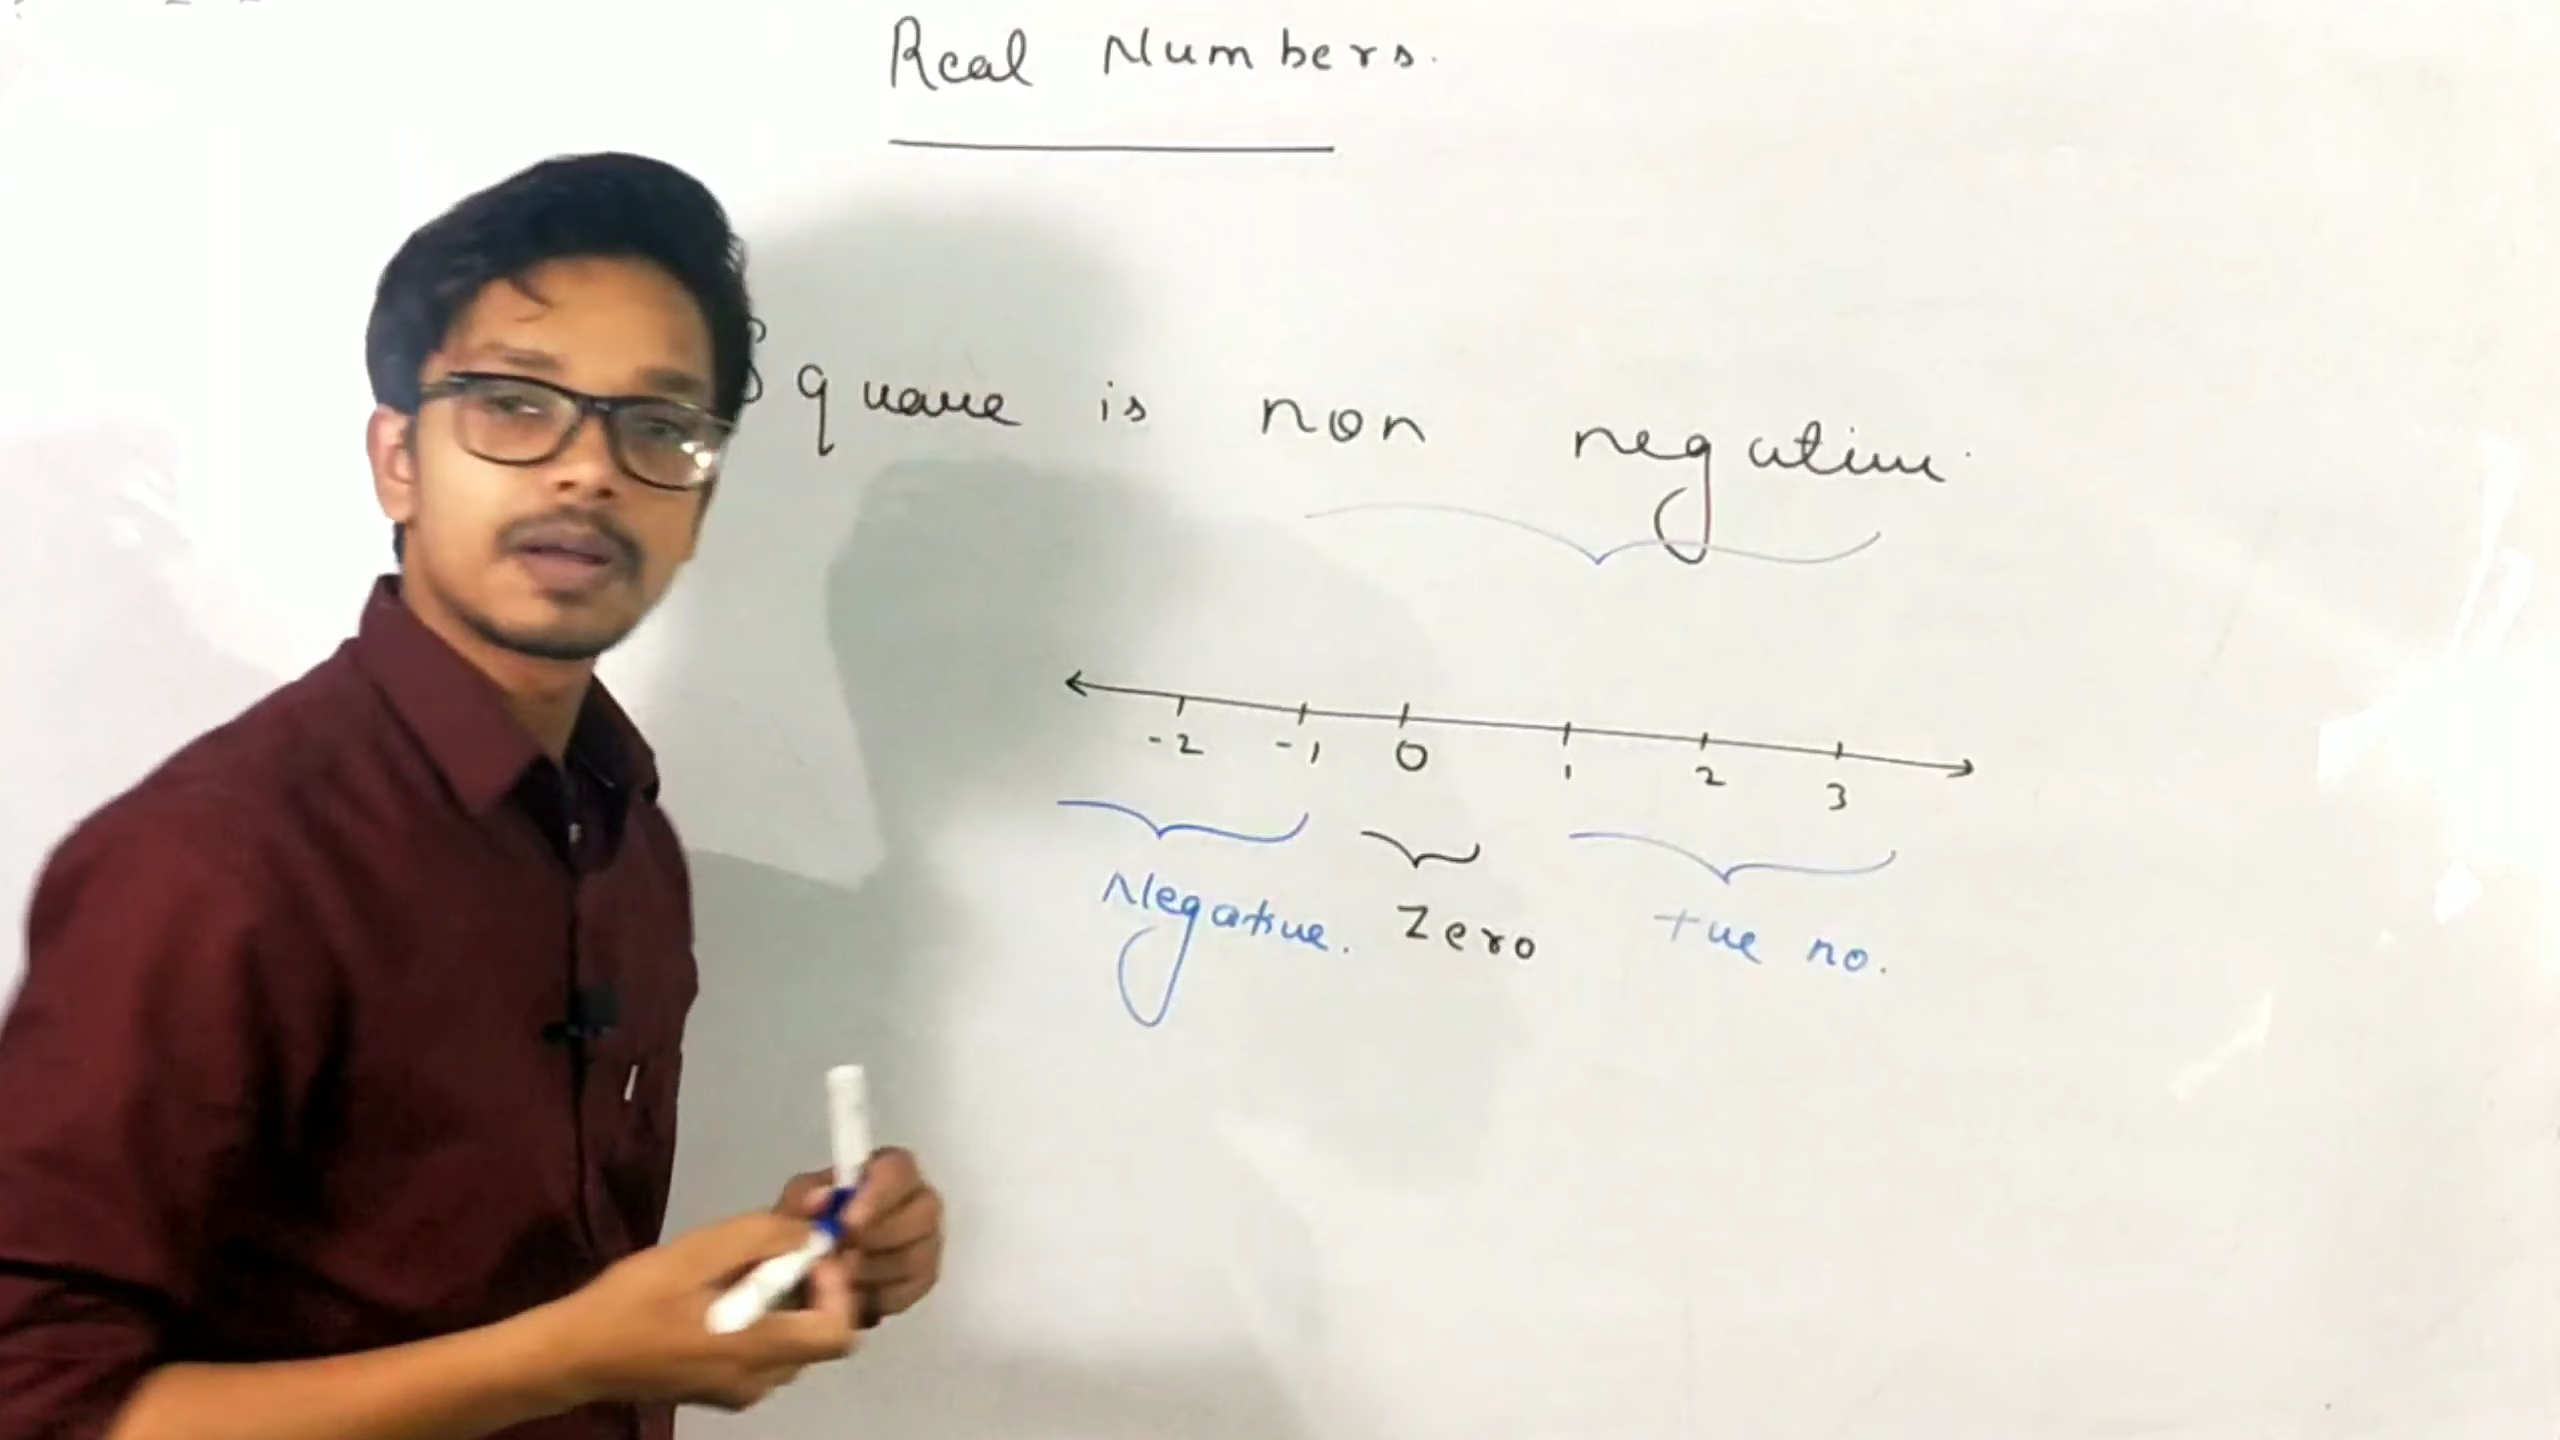 Real Numbers.
Square is non negative.
-2 -1 0 1 2 3
Negative. Zero +ve no.